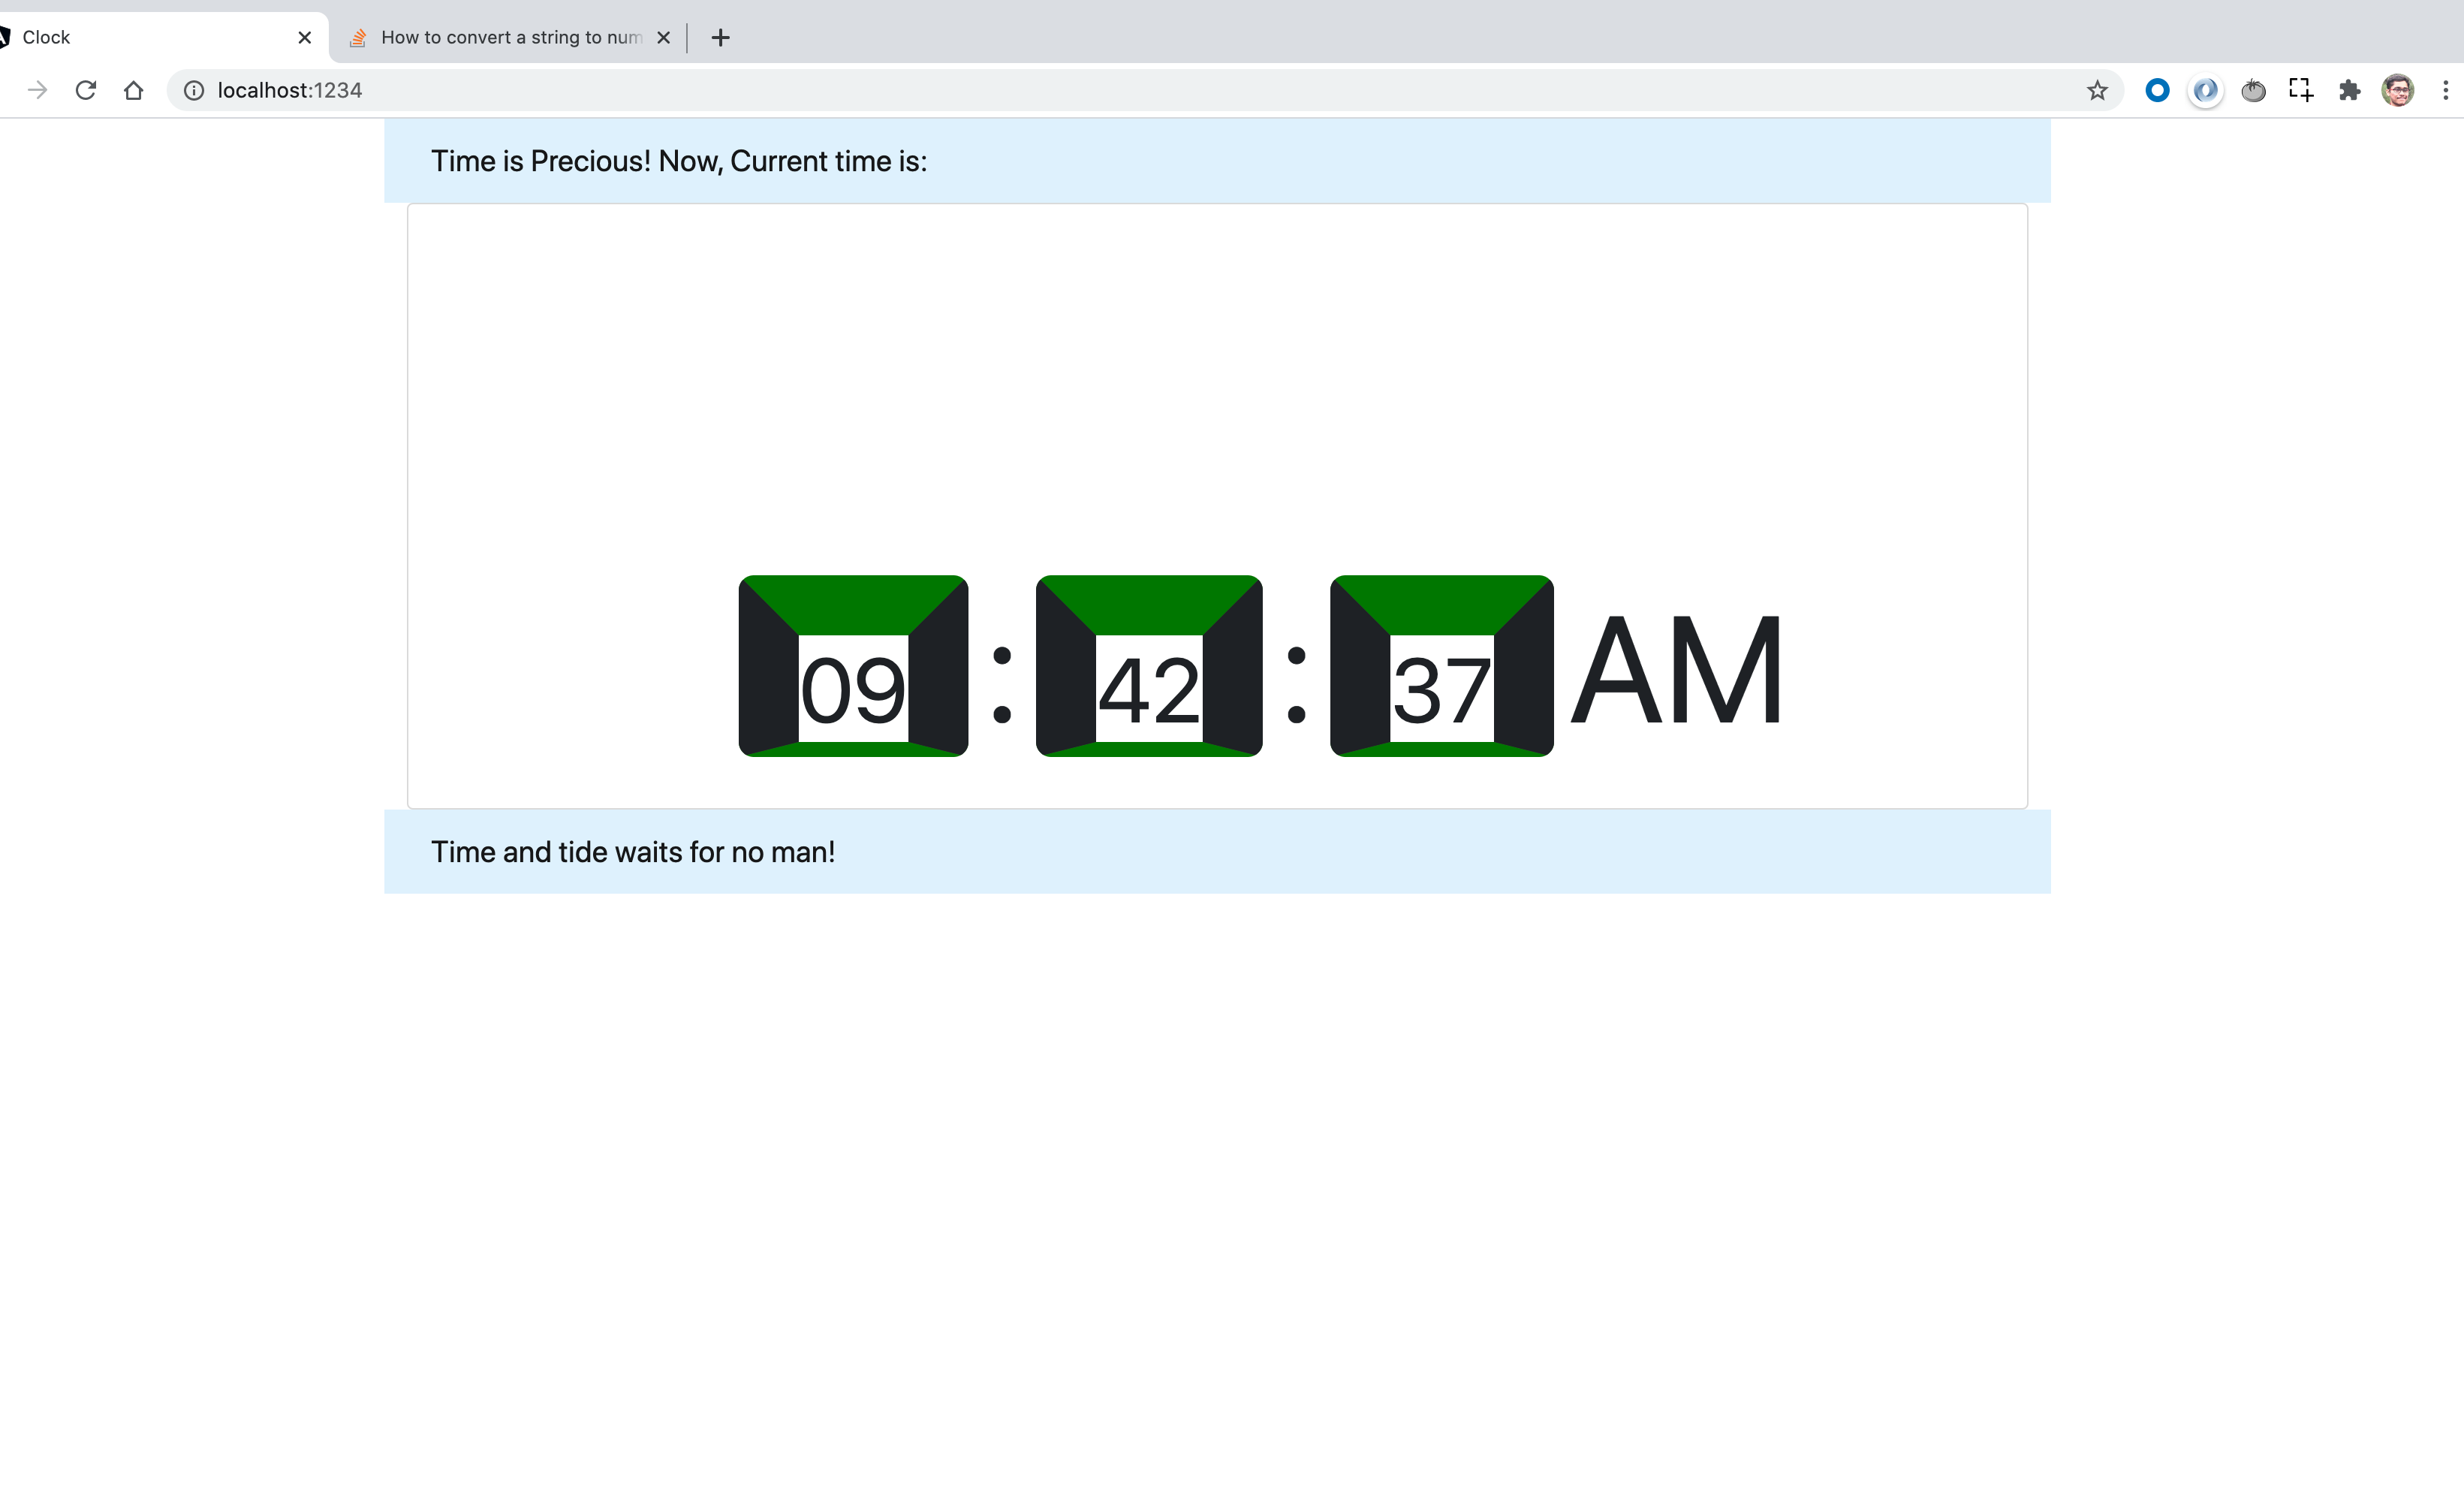 Clock
How to convert a string to num
localhost:1234
Time is Precious! Now, Current time is:
09 : 42 : 37 AM
Time and tide waits for no man!